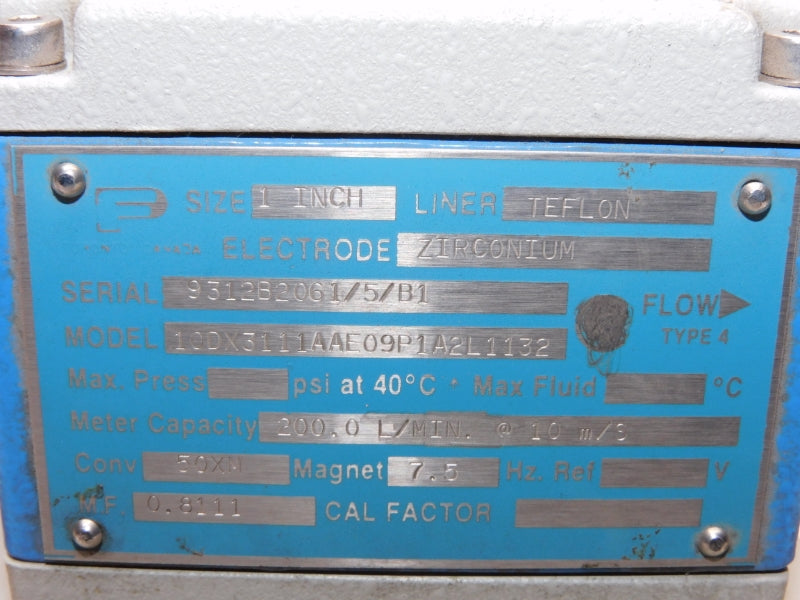 SIZE 1 INCH LINER TEFLON
ELECTRODE ZIRCONIUM
SERIAL 9312B2061/5/B1
FLOW
MODEL 10DX3111AAE09P1A2L1132 TYPE 4
Max. Press psi at 40°C • Max Fluid °C
Meter Capacity 200.0 L/MIN. @ 10 m/S
Conv 50XM Magnet 7.5 Hz. Ref V
M.F. 0.8111 CAL FACTOR